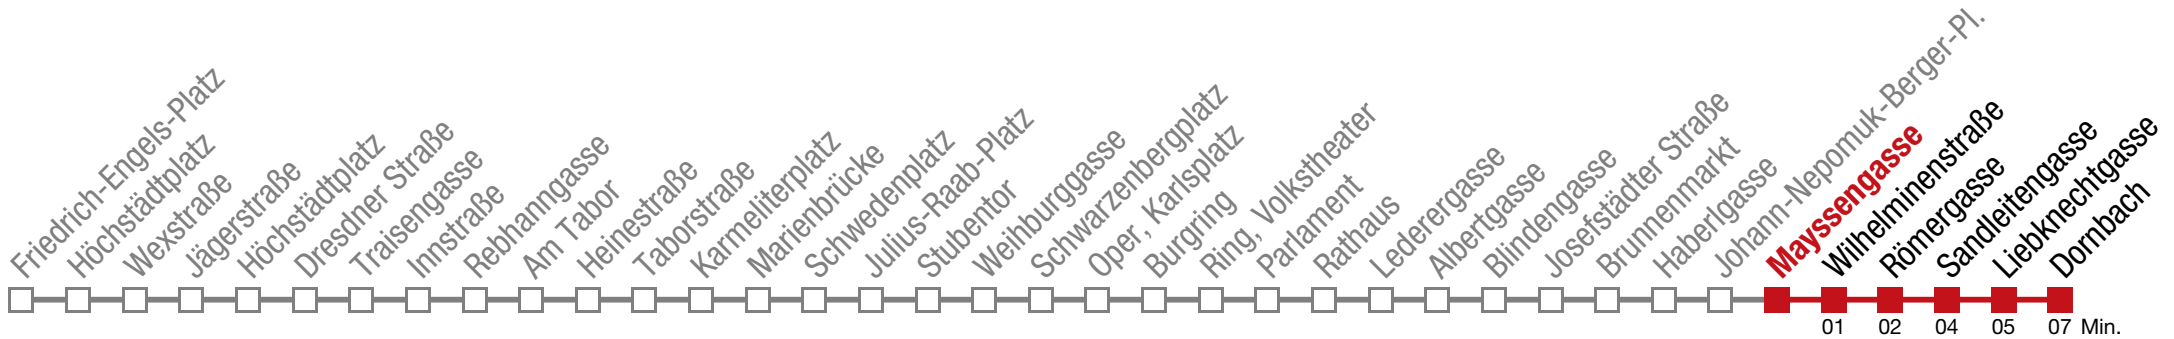 Friedrich-Engels-Platz
Höchstädtplatz
Wexstraße
Jägerstraße
Höchstädtplatz
Dresdner Straße
Traisengasse
Innstraße
Rebhanngasse
Am Tabor
Heinestraße
Taborstraße
Karmeliterplatz
Marienbrücke
Schwedenplatz
Julius-Raab-Platz
Stubentor
Weihburggasse
Schwarzenbergplatz
Oper, Karlsplatz
Burgring
Ring, Volkstheater
Parlament
Rathaus
Lederergasse
Albertgasse
Blindengasse
Josefstädter Straße
Brunnenmarkt
Haberlgasse
Johann-Nepomuk-Berger-Pl.
Mayssengasse
Wilhelminenstraße
Römergasse
Sandleitengasse
Liebknechtgasse
Dornbach
01 02 04 05 07 Min.